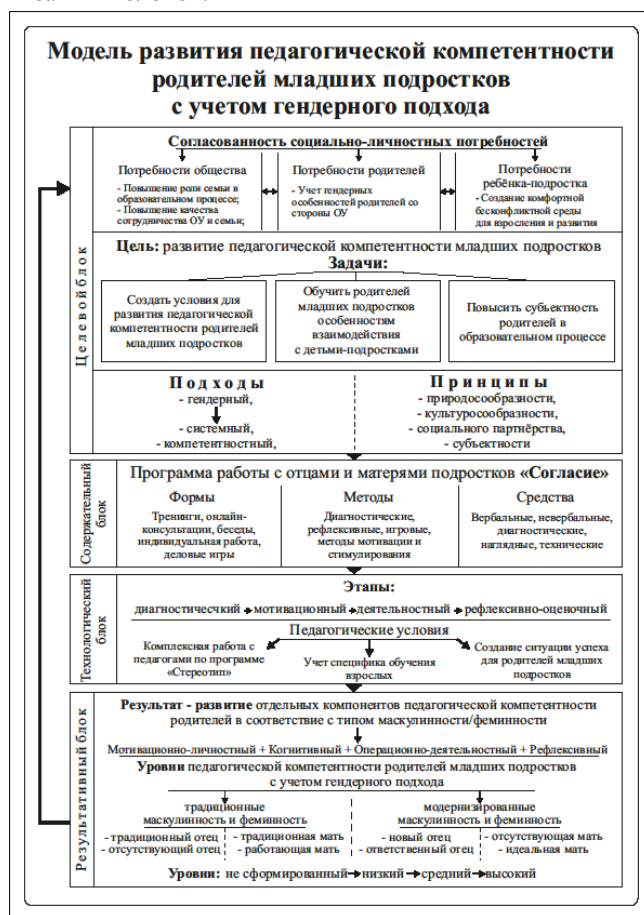 Модель развития педагогической компетентности
родителей младших подростков
с учетом гендерного подхода
Целевой блок
Согласованность социально-личностных потребностей
Потребности общества
- Повышение роли семьи в
образовательном процессе;
- Повышение качества
сотрудничества ОУ и семьи;
Потребности родителей
- Учет гендерных
особенностей родителей со
стороны ОУ
Потребности
ребёнка-подростка
- Создание комфортной
бесконфликтной среды
для взросления и развития
Цель: развитие педагогической компетентности младших подростков
Задачи:
Создать условия для
развития педагогической
компетентности родителей
младших подростков
Обучить родителей
младших подростков
особенностям
взаимодействия
с детьми-подростками
Повысить субъектность
родителей в
образовательном процессе
Подходы
- гендерный,
- системный,
- компетентностный,
Принципы
- природосообразности,
- культуросообразности,
- социального партнёрства,
- субъектности
Содержательный
блок
Программа работы с отцами и матерями подростков «Согласие»
Формы
Тренинги, онлайн-
консультации, беседы,
индивидуальная работа,
деловые игры
Методы
Диагностические,
рефлексивные, игровые,
методы мотивации и
стимулирования
Средства
Вербальные, невербальные,
диагностические,
наглядные, технические
Технологический
блок
Этапы:
диагностичесчкий мотивационный деятельностный рефлексивно-оценочный
Педагогические условия
Комплексная работа с
педагогами по программе
«Стереотип»
Учет специфика обучения
взрослых
Создание ситуации успеха
для родителей младших
подростков
Результативный блок
Результат - развитие отдельных компонентов педагогической компетентности
родителей в соответствие с типом маскулинности/феминности
Мотивационно-личностный + Когнитивный + Операционно-деятельностный + Рефлексивный
Уровни педагогической компетентности родителей младших подростков
с учетом гендерного подхода
традиционные
маскулинность и феминность
- традиционный отец
- отсутствующий отец
- традиционная мать
- работающая мать
модернизированные
маскулинность и феминность
- новый отец
- ответственный отец
- отсутствующая мать
- идеальная мать
Уровни: не сформированный низкий средний высокий